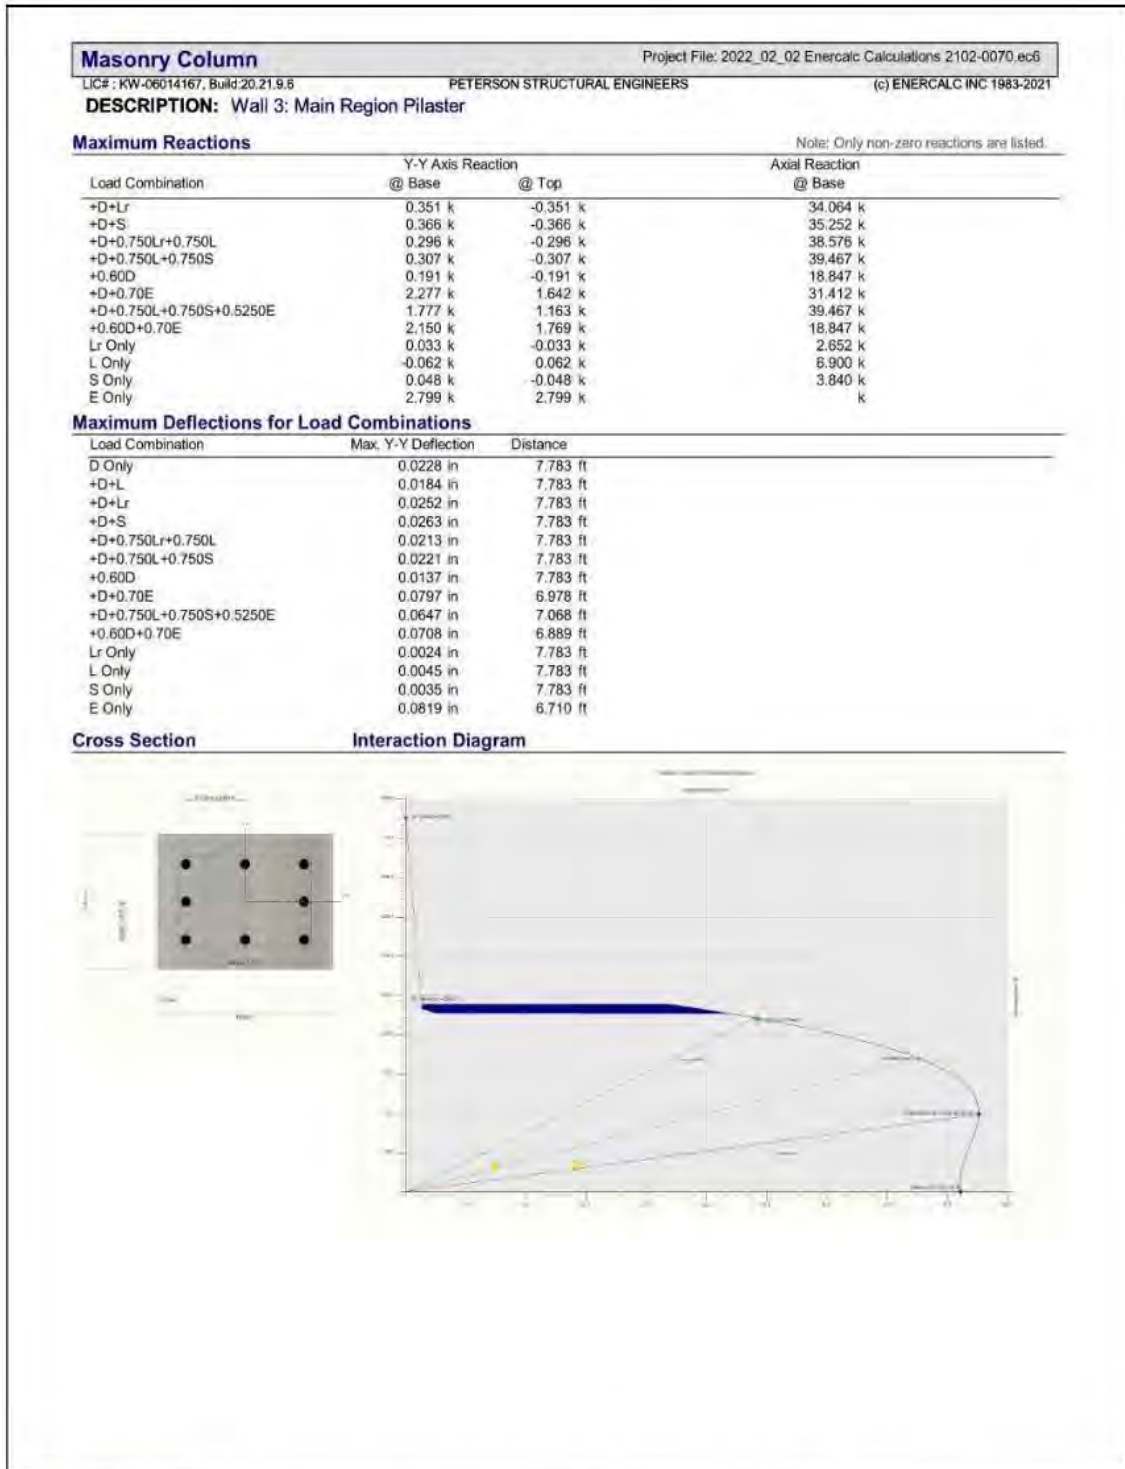 Masonry Column Project File: 2022_02_02 Enercalc Calculations 2102-0070.ec6
LIC# : KW-06014167, Build:20.21.9.6 PETERSON STRUCTURAL ENGINEERS (c) ENERCALC INC 1983-2021
DESCRIPTION: Wall 3: Main Region Pilaster
Maximum Reactions Note: Only non-zero reactions are listed.
Y-Y Axis Reaction Axial Reaction
Load Combination @ Base @ Top @ Base
+D+Lr 0.351 k -0.351 k 34.064 k
+D+S 0.366 k -0.366 k 35.252 k
+D+0.750Lr+0.750L 0.296 k -0.296 k 38.576 k
+D+0.750L+0.750S 0.307 k -0.307 k 39.467 k
+0.60D 0.191 k -0.191 k 18.847 k
+D+0.70E 2.277 k 1.642 k 31.412 k
+D+0.750L+0.750S+0.5250E 1.777 k 1.163 k 39.467 k
+0.60D+0.70E 2.150 k 1.769 k 18.847 k
Lr Only 0.033 k -0.033 k 2.652 k
L Only -0.062 k 0.062 k 6.900 k
S Only 0.048 k -0.048 k 3.840 k
E Only 2.799 k 2.799 k k
Maximum Deflections for Load Combinations
Load Combination Max. Y-Y Deflection Distance
D Only 0.0228 in 7.783 ft
+D+L 0.0184 in 7.783 ft
+D+Lr 0.0252 in 7.783 ft
+D+S 0.0263 in 7.783 ft
+D+0.750Lr+0.750L 0.0213 in 7.783 ft
+D+0.750L+0.750S 0.0221 in 7.783 ft
+0.60D 0.0137 in 7.783 ft
+D+0.70E 0.0797 in 6.978 ft
+D+0.750L+0.750S+0.5250E 0.0647 in 7.068 ft
+0.60D+0.70E 0.0708 in 6.889 ft
Lr Only 0.0024 in 7.783 ft
L Only 0.0045 in 7.783 ft
S Only 0.0035 in 7.783 ft
E Only 0.0819 in 6.710 ft
Cross Section Interaction Diagram